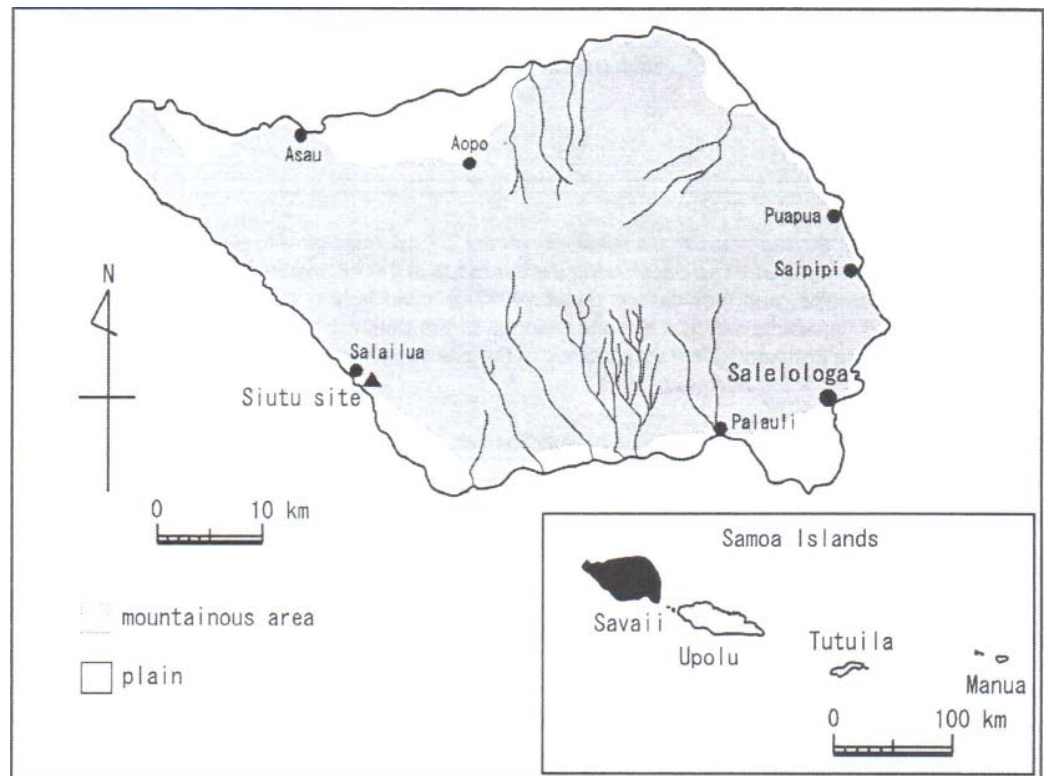 Asau
Aopo
Puapua
Saipipi
N
Salailua
Siutu site
Salelologa
Palauli
0 10 km
mountainous area
plain
Samoa Islands
Savaii
Upolu
Tutuila
Manua
0 100 km